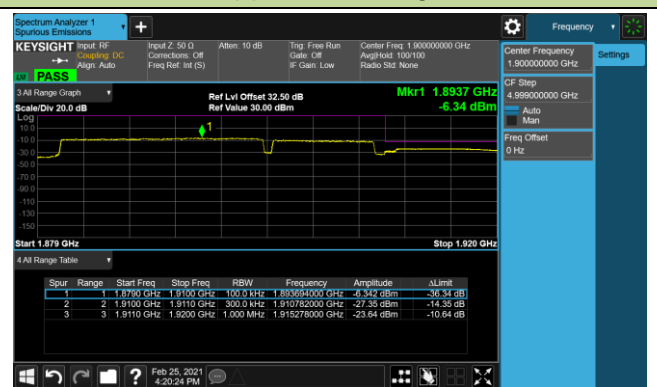 Spectrum Analyzer 1
Spurious Emissions
Frequency
KEYSIGHT Input: RF Input Z: 50 Ω Atten: 10 dB Trig: Free Run Center Freq: 1.900000000 GHz
Coupling: DC Corrections: Off Gate: Off Avg|Hold: 100/100
Align: Auto Freq Ref: Int (S) IF Gain: Low Radio Std: None
PASS
Center Frequency
1.900000000 GHz
Settings
CF Step
4.999000000 GHz
Auto
Man
Freq Offset
0 Hz
3 All Range Graph
Ref Lvl Offset 32.50 dB
Mkr1 1.8937 GHz
Scale/Div 20.0 dB
Ref Value 30.00 dBm
-6.34 dBm
Log
10.0
-10.0
-30.0
-50.0
-70.0
-90.0
-110
-130
-150
1
Start 1.879 GHz
Stop 1.920 GHz
4 All Range Table
Spur Range Start Freq Stop Freq RBW Frequency Amplitude ΔLimit
1 1 1.8790 GHz 1.9100 GHz 100.0 kHz 1.893694000 GHz -6.342 dBm -36.34 dB
2 2 1.9100 GHz 1.9110 GHz 300.0 kHz 1.910782000 GHz -27.35 dBm -14.35 dB
3 3 1.9110 GHz 1.9200 GHz 1.000 MHz 1.915278000 GHz -23.64 dBm -10.64 dB
Feb 25, 2021
4:20:24 PM